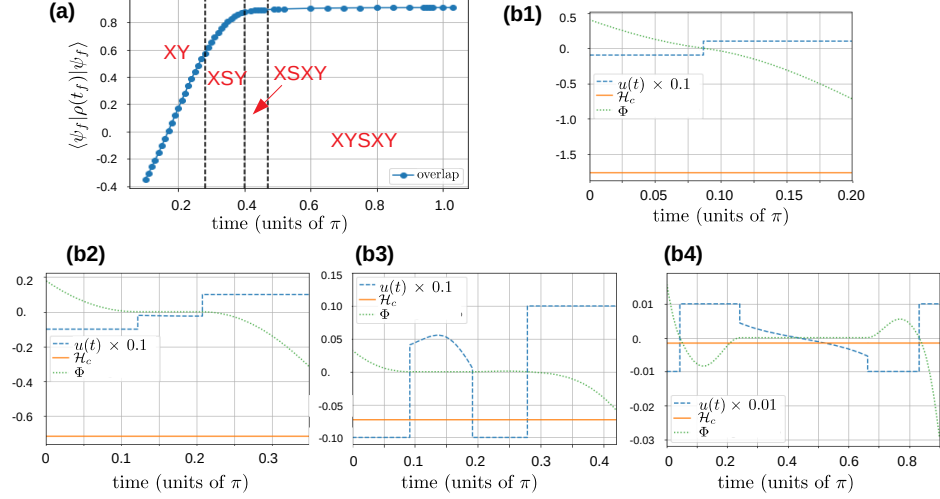 (a)
⟨ψ_f|ρ(t_f)|ψ_f⟩
0.8
0.6
0.4
0.2
0.
-0.2
-0.4
XY
XSY
XSXY
XYSXY
overlap
0.2
0.4
0.6
0.8
1.0
time (units of π)
(b1)
0.5
0.
-0.5
-1.0
-1.5
u(t) × 0.1
ℋ_c
Φ
0
0.05
0.10
0.15
0.20
time (units of π)
(b2)
0.2
0.
-0.2
-0.4
-0.6
u(t) × 0.1
ℋ_c
Φ
0
0.1
0.2
0.3
time (units of π)
(b3)
0.15
0.10
0.05
0.
-0.05
-0.10
u(t) × 0.1
ℋ_c
Φ
0
0.1
0.2
0.3
0.4
time (units of π)
(b4)
0.01
0.
-0.01
-0.02
-0.03
u(t) × 0.01
ℋ_c
Φ
0
0.2
0.4
0.6
0.8
time (units of π)